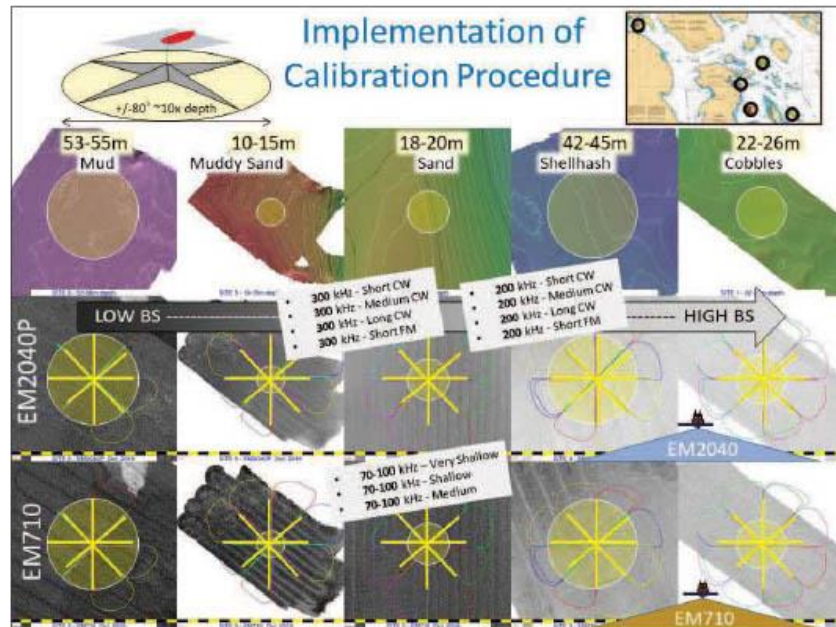 Implementation of
Calibration Procedure
+/-80° ~10x depth
53-55m
Mud
10-15m
Muddy Sand
18-20m
Sand
42-45m
Shellhash
22-26m
Cobbles
300 kHz - Short CW
300 kHz - Medium CW
300 kHz - Long CW
300 kHz - Short FM
200 kHz - Short CW
200 kHz - Medium CW
200 kHz - Long CW
200 kHz - Short FM
LOW BS
HIGH BS
EM2040P
EM2040
70-100 kHz - Very Shallow
70-100 kHz - Shallow
70-100 kHz - Medium
EM710
EM710